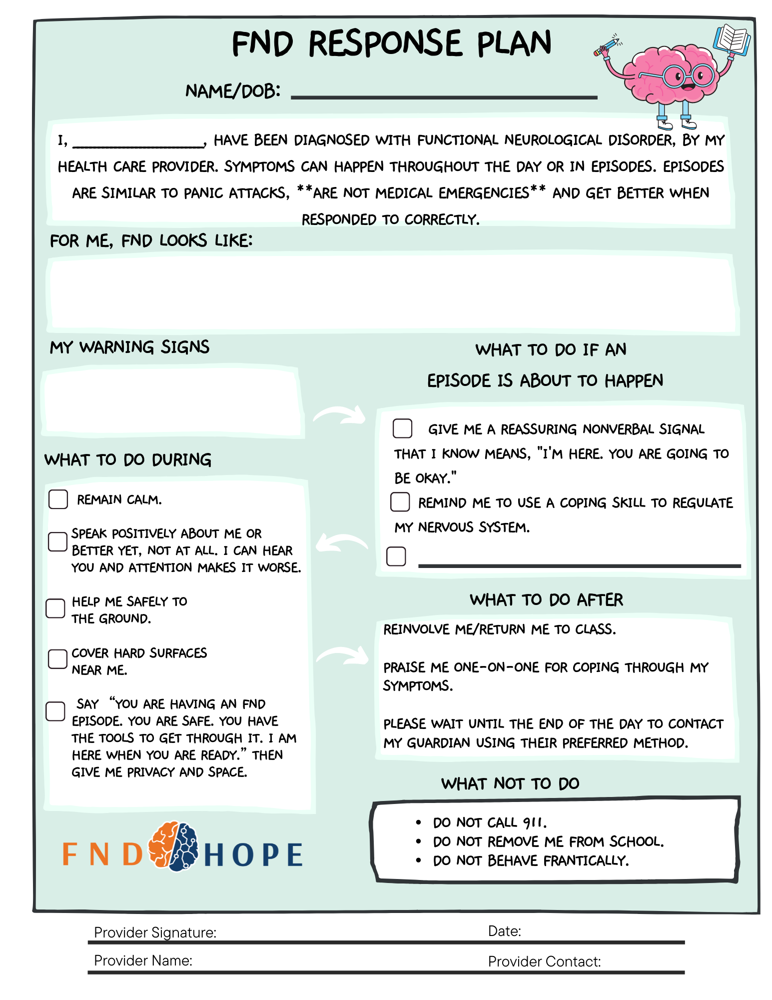 FND RESPONSE PLAN
NAME/DOB:
I, ___________________, HAVE BEEN DIAGNOSED WITH FUNCTIONAL NEUROLOGICAL DISORDER, BY MY
HEALTH CARE PROVIDER. SYMPTOMS CAN HAPPEN THROUGHOUT THE DAY OR IN EPISODES. EPISODES
ARE SIMILAR TO PANIC ATTACKS, **ARE NOT MEDICAL EMERGENCIES** AND GET BETTER WHEN
RESPONDED TO CORRECTLY.
FOR ME, FND LOOKS LIKE:
MY WARNING SIGNS
WHAT TO DO IF AN
EPISODE IS ABOUT TO HAPPEN
GIVE ME A REASSURING NONVERBAL SIGNAL
THAT I KNOW MEANS, "I'M HERE. YOU ARE GOING TO
BE OKAY."
REMIND ME TO USE A COPING SKILL TO REGULATE
MY NERVOUS SYSTEM.
WHAT TO DO DURING
REMAIN CALM.
SPEAK POSITIVELY ABOUT ME OR
BETTER YET, NOT AT ALL. I CAN HEAR
YOU AND ATTENTION MAKES IT WORSE.
HELP ME SAFELY TO
THE GROUND.
COVER HARD SURFACES
NEAR ME.
SAY “YOU ARE HAVING AN FND
EPISODE. YOU ARE SAFE. YOU HAVE
THE TOOLS TO GET THROUGH IT. I AM
HERE WHEN YOU ARE READY.” THEN
GIVE ME PRIVACY AND SPACE.
WHAT TO DO AFTER
REINVOLVE ME/RETURN ME TO CLASS.
PRAISE ME ONE-ON-ONE FOR COPING THROUGH MY
SYMPTOMS.
PLEASE WAIT UNTIL THE END OF THE DAY TO CONTACT
MY GUARDIAN USING THEIR PREFERRED METHOD.
WHAT NOT TO DO
• DO NOT CALL 911.
• DO NOT REMOVE ME FROM SCHOOL.
• DO NOT BEHAVE FRANTICALLY.
FND HOPE
Provider Signature: Date:
Provider Name: Provider Contact: